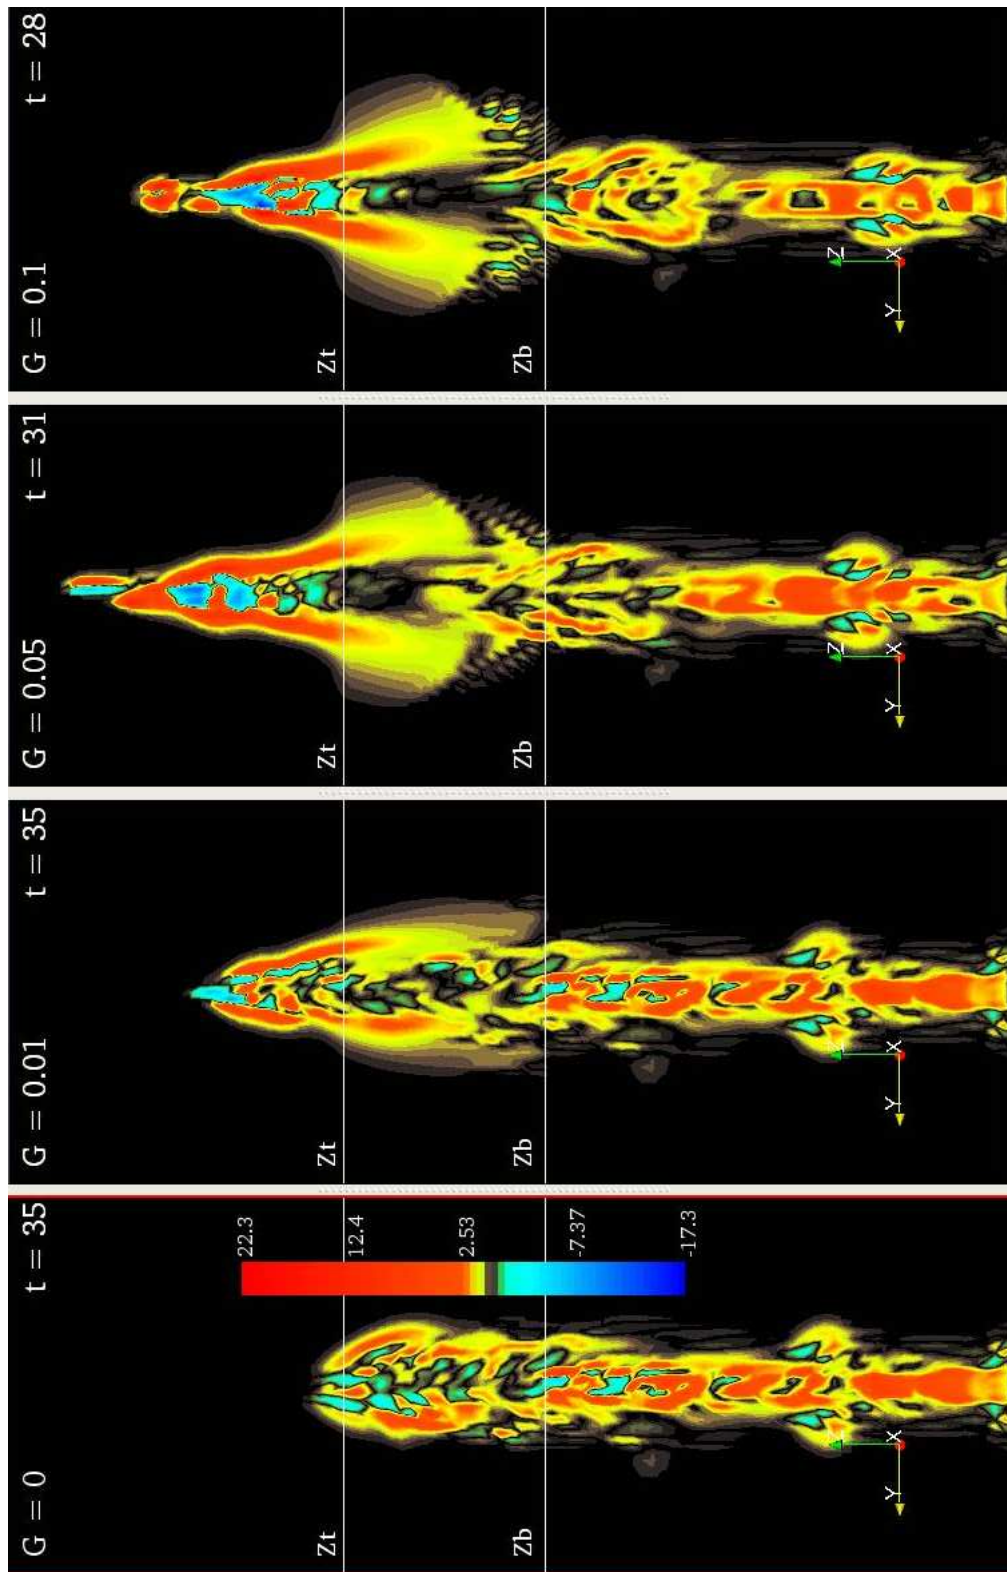 G = 0.1 t = 28
Zt
Zb
Z
X
Y
G = 0.05 t = 31
Zt
Zb
Z
X
Y
G = 0.01 t = 35
Zt
Zb
Z
X
Y
G = 0 t = 35
22.3
12.4
2.53
-7.37
-17.3
Zt
Zb
Z
X
Y